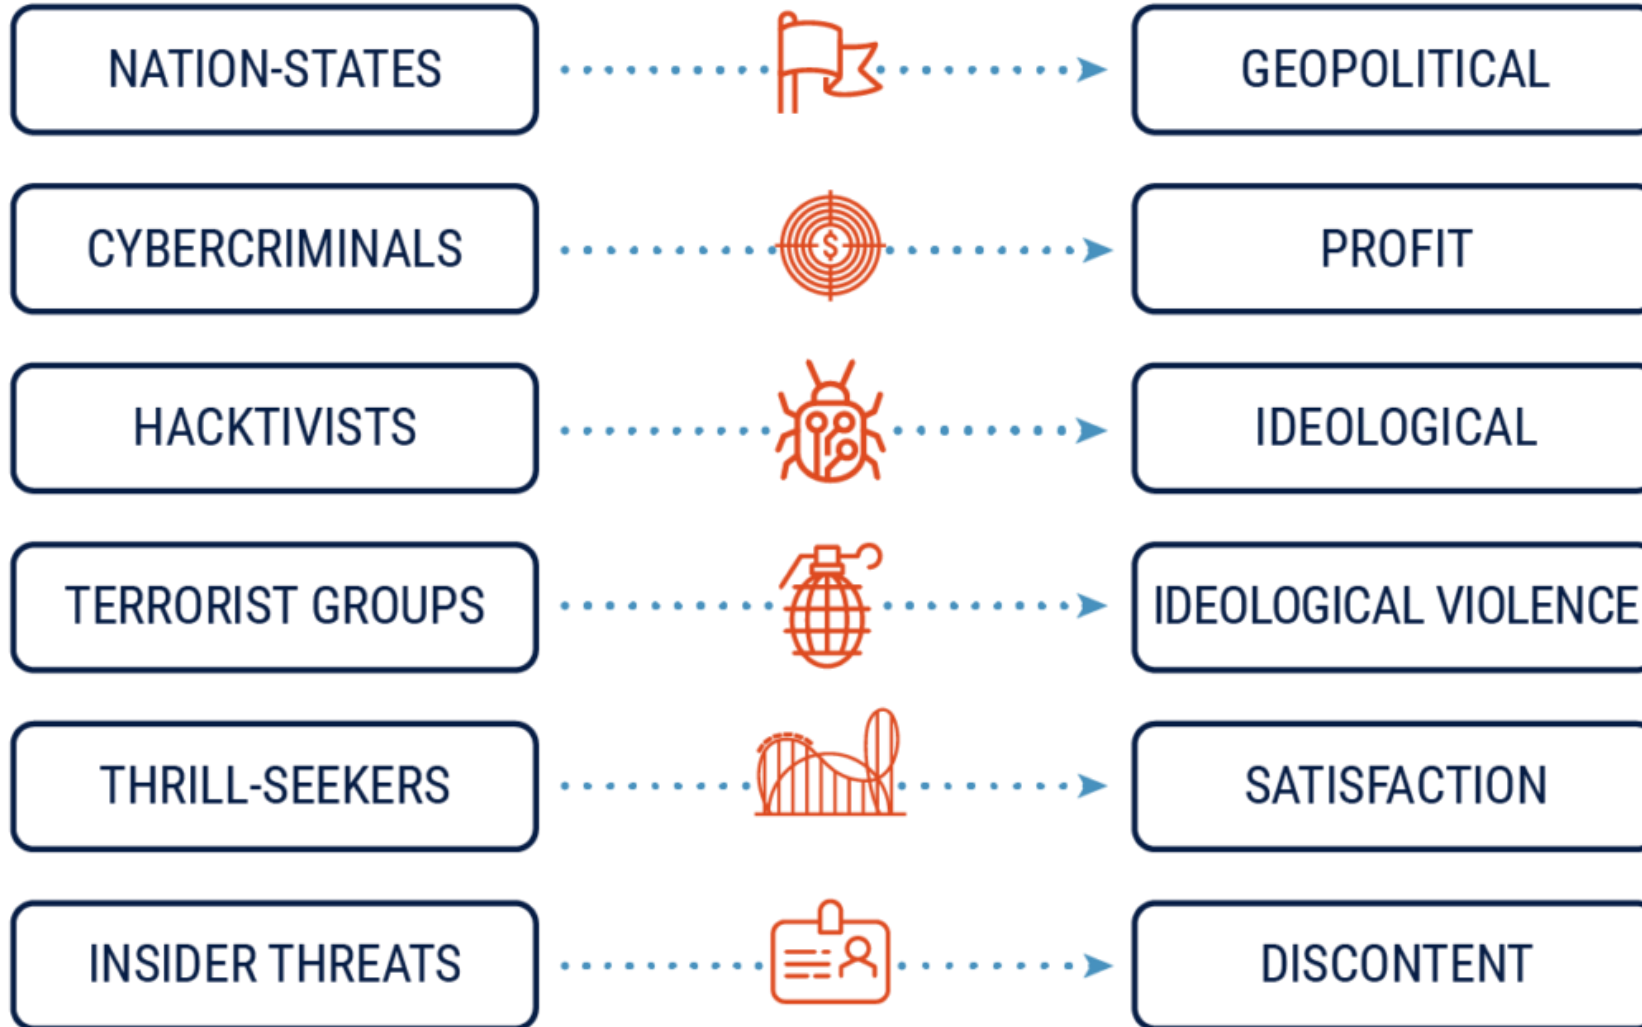 NATION-STATES
GEOPOLITICAL
CYBERCRIMINALS
$
PROFIT
HACKTIVISTS
IDEOLOGICAL
TERRORIST GROUPS
IDEOLOGICAL VIOLENCE
THRILL-SEEKERS
SATISFACTION
INSIDER THREATS
DISCONTENT